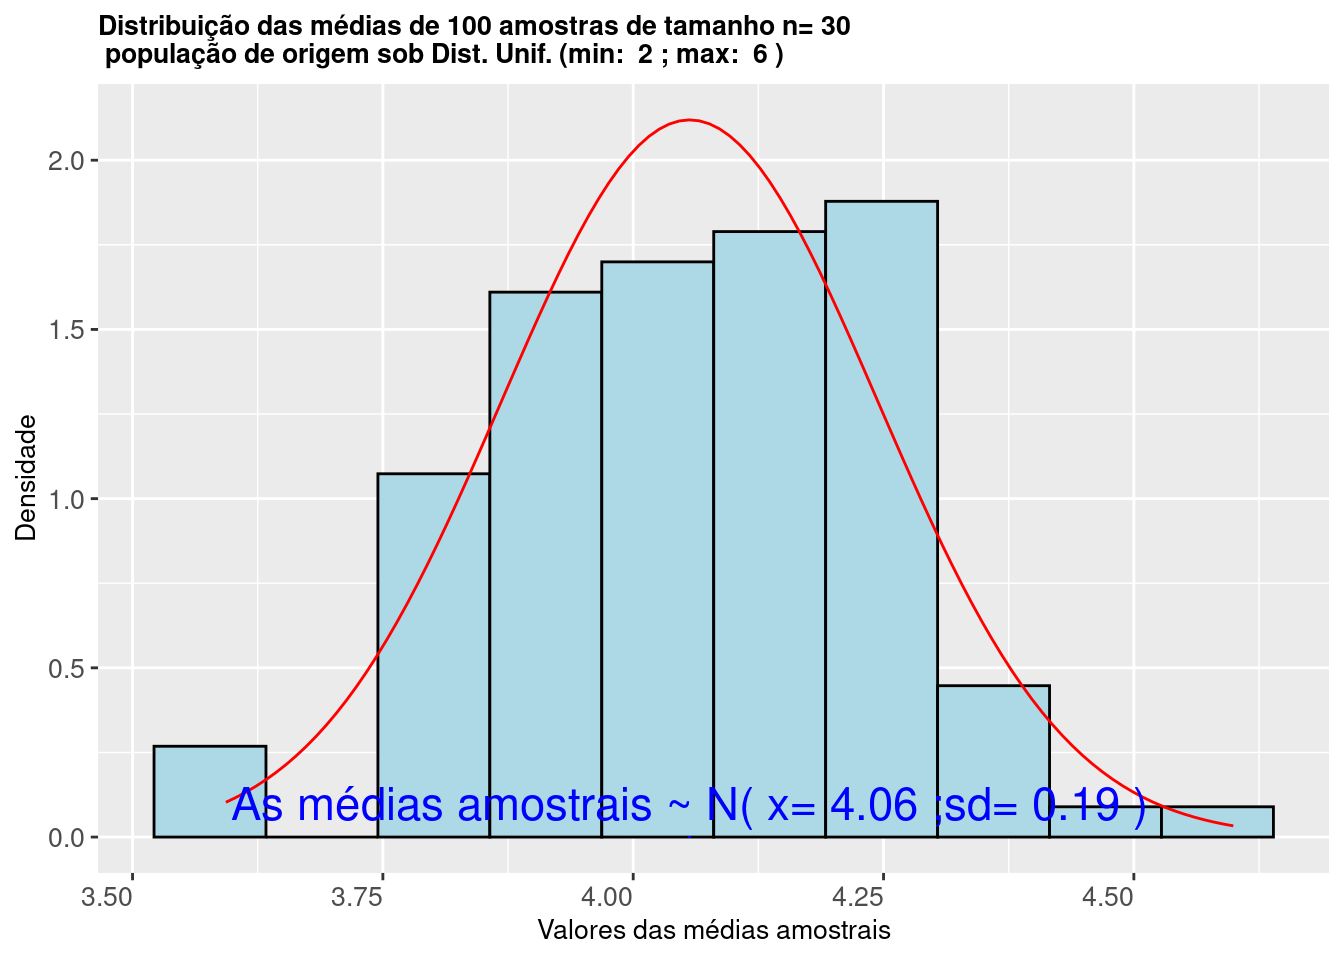 Distribuição das médias de 100 amostras de tamanho n= 30
população de origem sob Dist. Unif. (min:  2 ; max:  6 )
Densidade
2.0
1.5
1.0
0.5
0.0
As médias amostrais ~ N( x= 4.06 ;sd= 0.19 )
3.50 3.75 4.00 4.25 4.50
Valores das médias amostrais